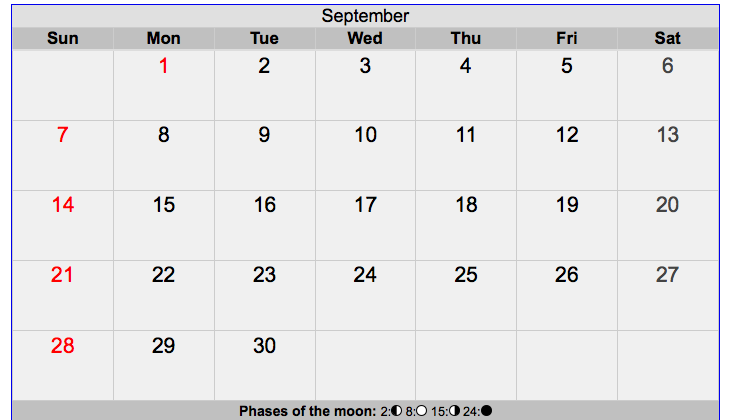 September
Sun Mon Tue Wed Thu Fri Sat
1 2 3 4 5 6
7 8 9 10 11 12 13
14 15 16 17 18 19 20
21 22 23 24 25 26 27
28 29 30
Phases of the moon: 2: 8: 15: 24: